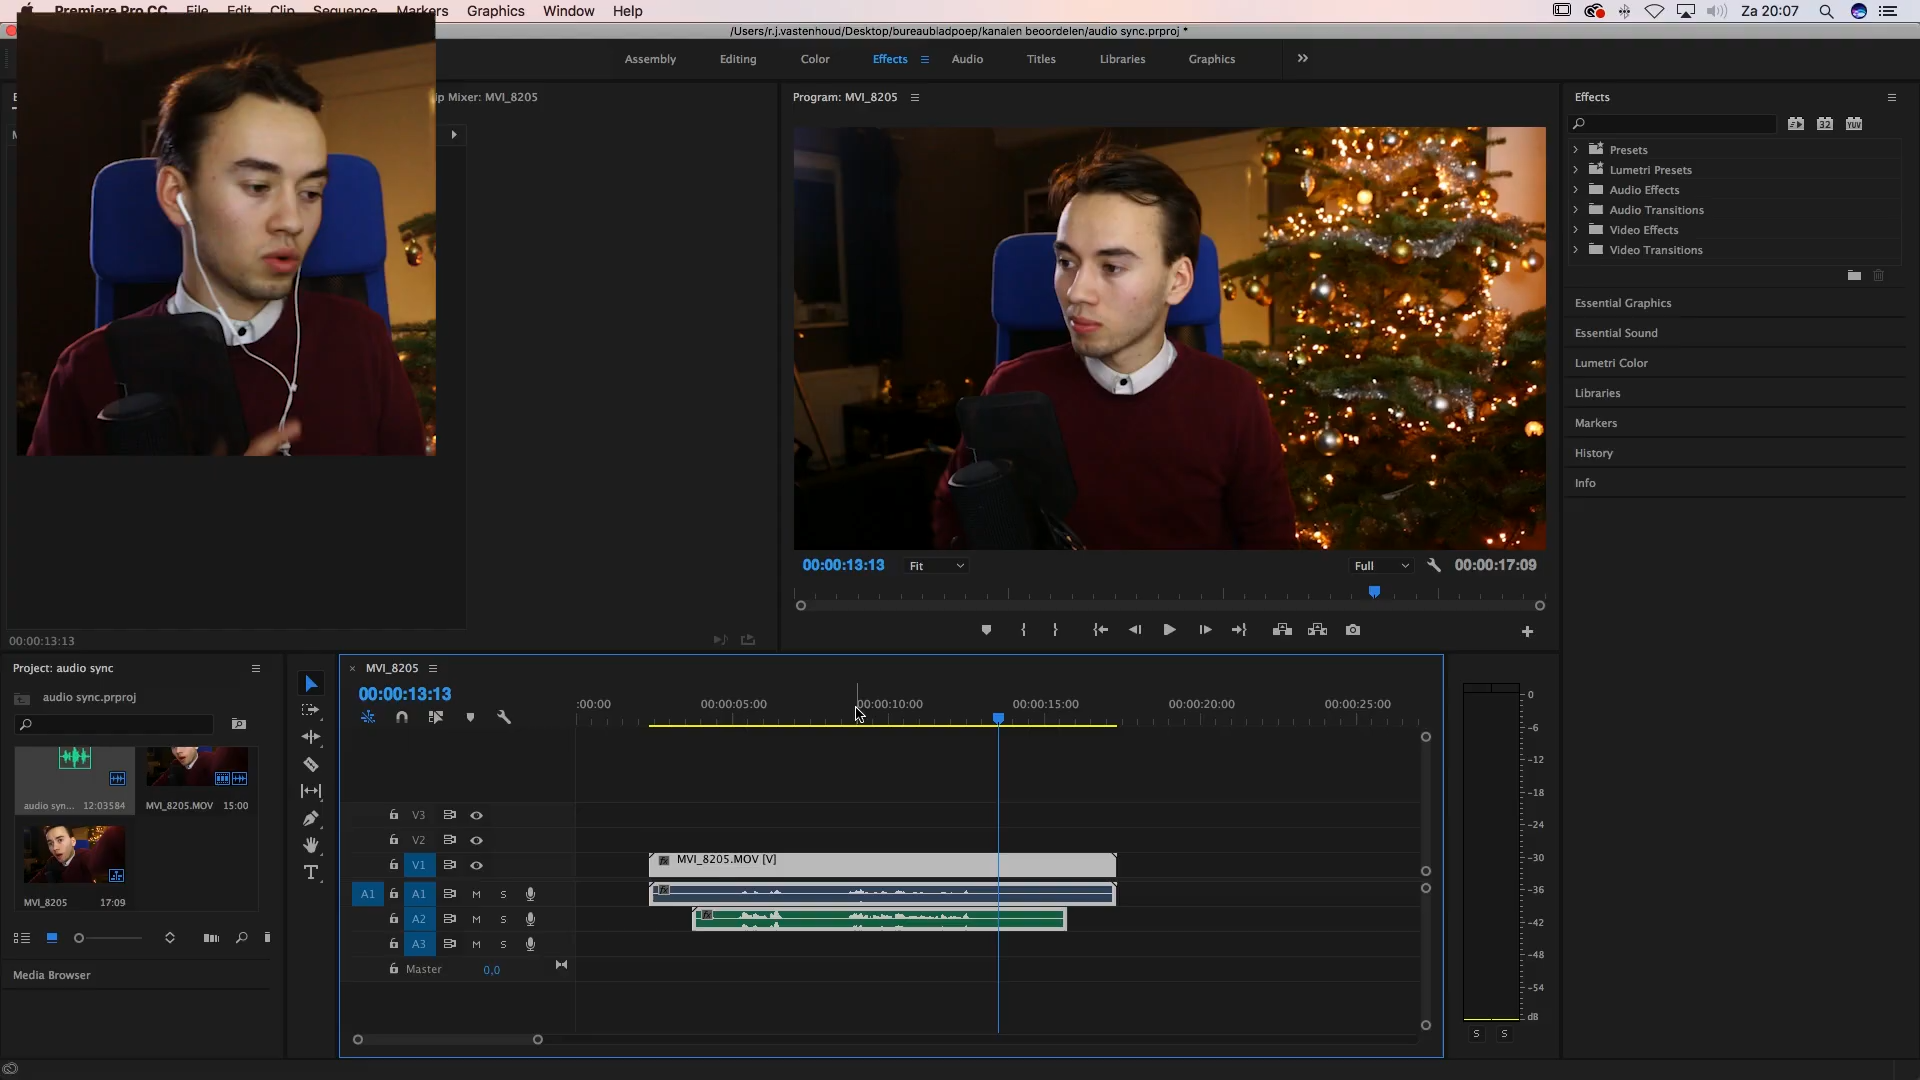 Premiere Pro CC File Edit Clip Sequence Markers Graphics Window Help Za 20:07
/Users/r.j.vastenhoud/Desktop/bureaubladpoep/kanalen beoordelen/audio sync.prproj *
Assembly Editing Color Effects Audio Titles Libraries Graphics
ip Mixer: MVI_8205
Program: MVI_8205
00:00:13:13 Fit Full 00:00:17:09
Effects
32 YUV
Presets
Lumetri Presets
Audio Effects
Audio Transitions
Video Effects
Video Transitions
Essential Graphics
Essential Sound
Lumetri Color
Libraries
Markers
History
Info
00:00:13:13
Project: audio sync
audio sync.prproj
audio syn... 12:03584
MVI_8205.MOV 15:00
MVI_8205 17:09
Media Browser
MVI_8205
00:00:13:13
:00:00 00:00:05:00 00:00:10:00 00:00:15:00 00:00:20:00 00:00:25:00
V3
V2
V1 MVI_8205.MOV [V]
A1 A1 M S
A2 M S
A3 M S
Master 0,0
0
-6
-12
-18
-24
-30
-36
-42
-48
-54
dB
S S